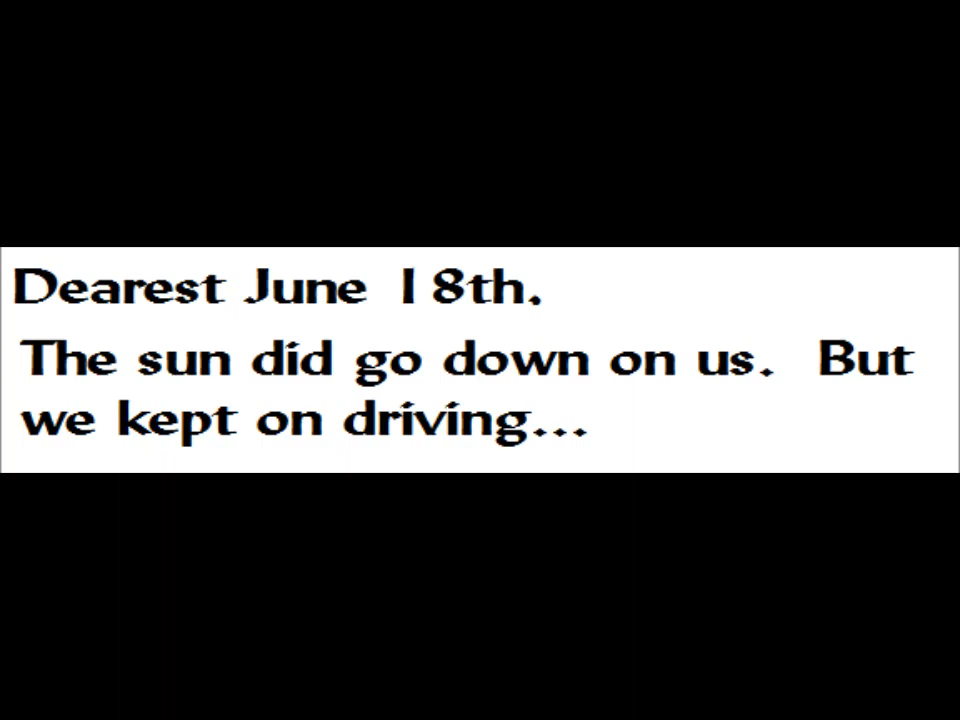 Dearest June 18th.
The sun did go down on us. But
we kept on driving...